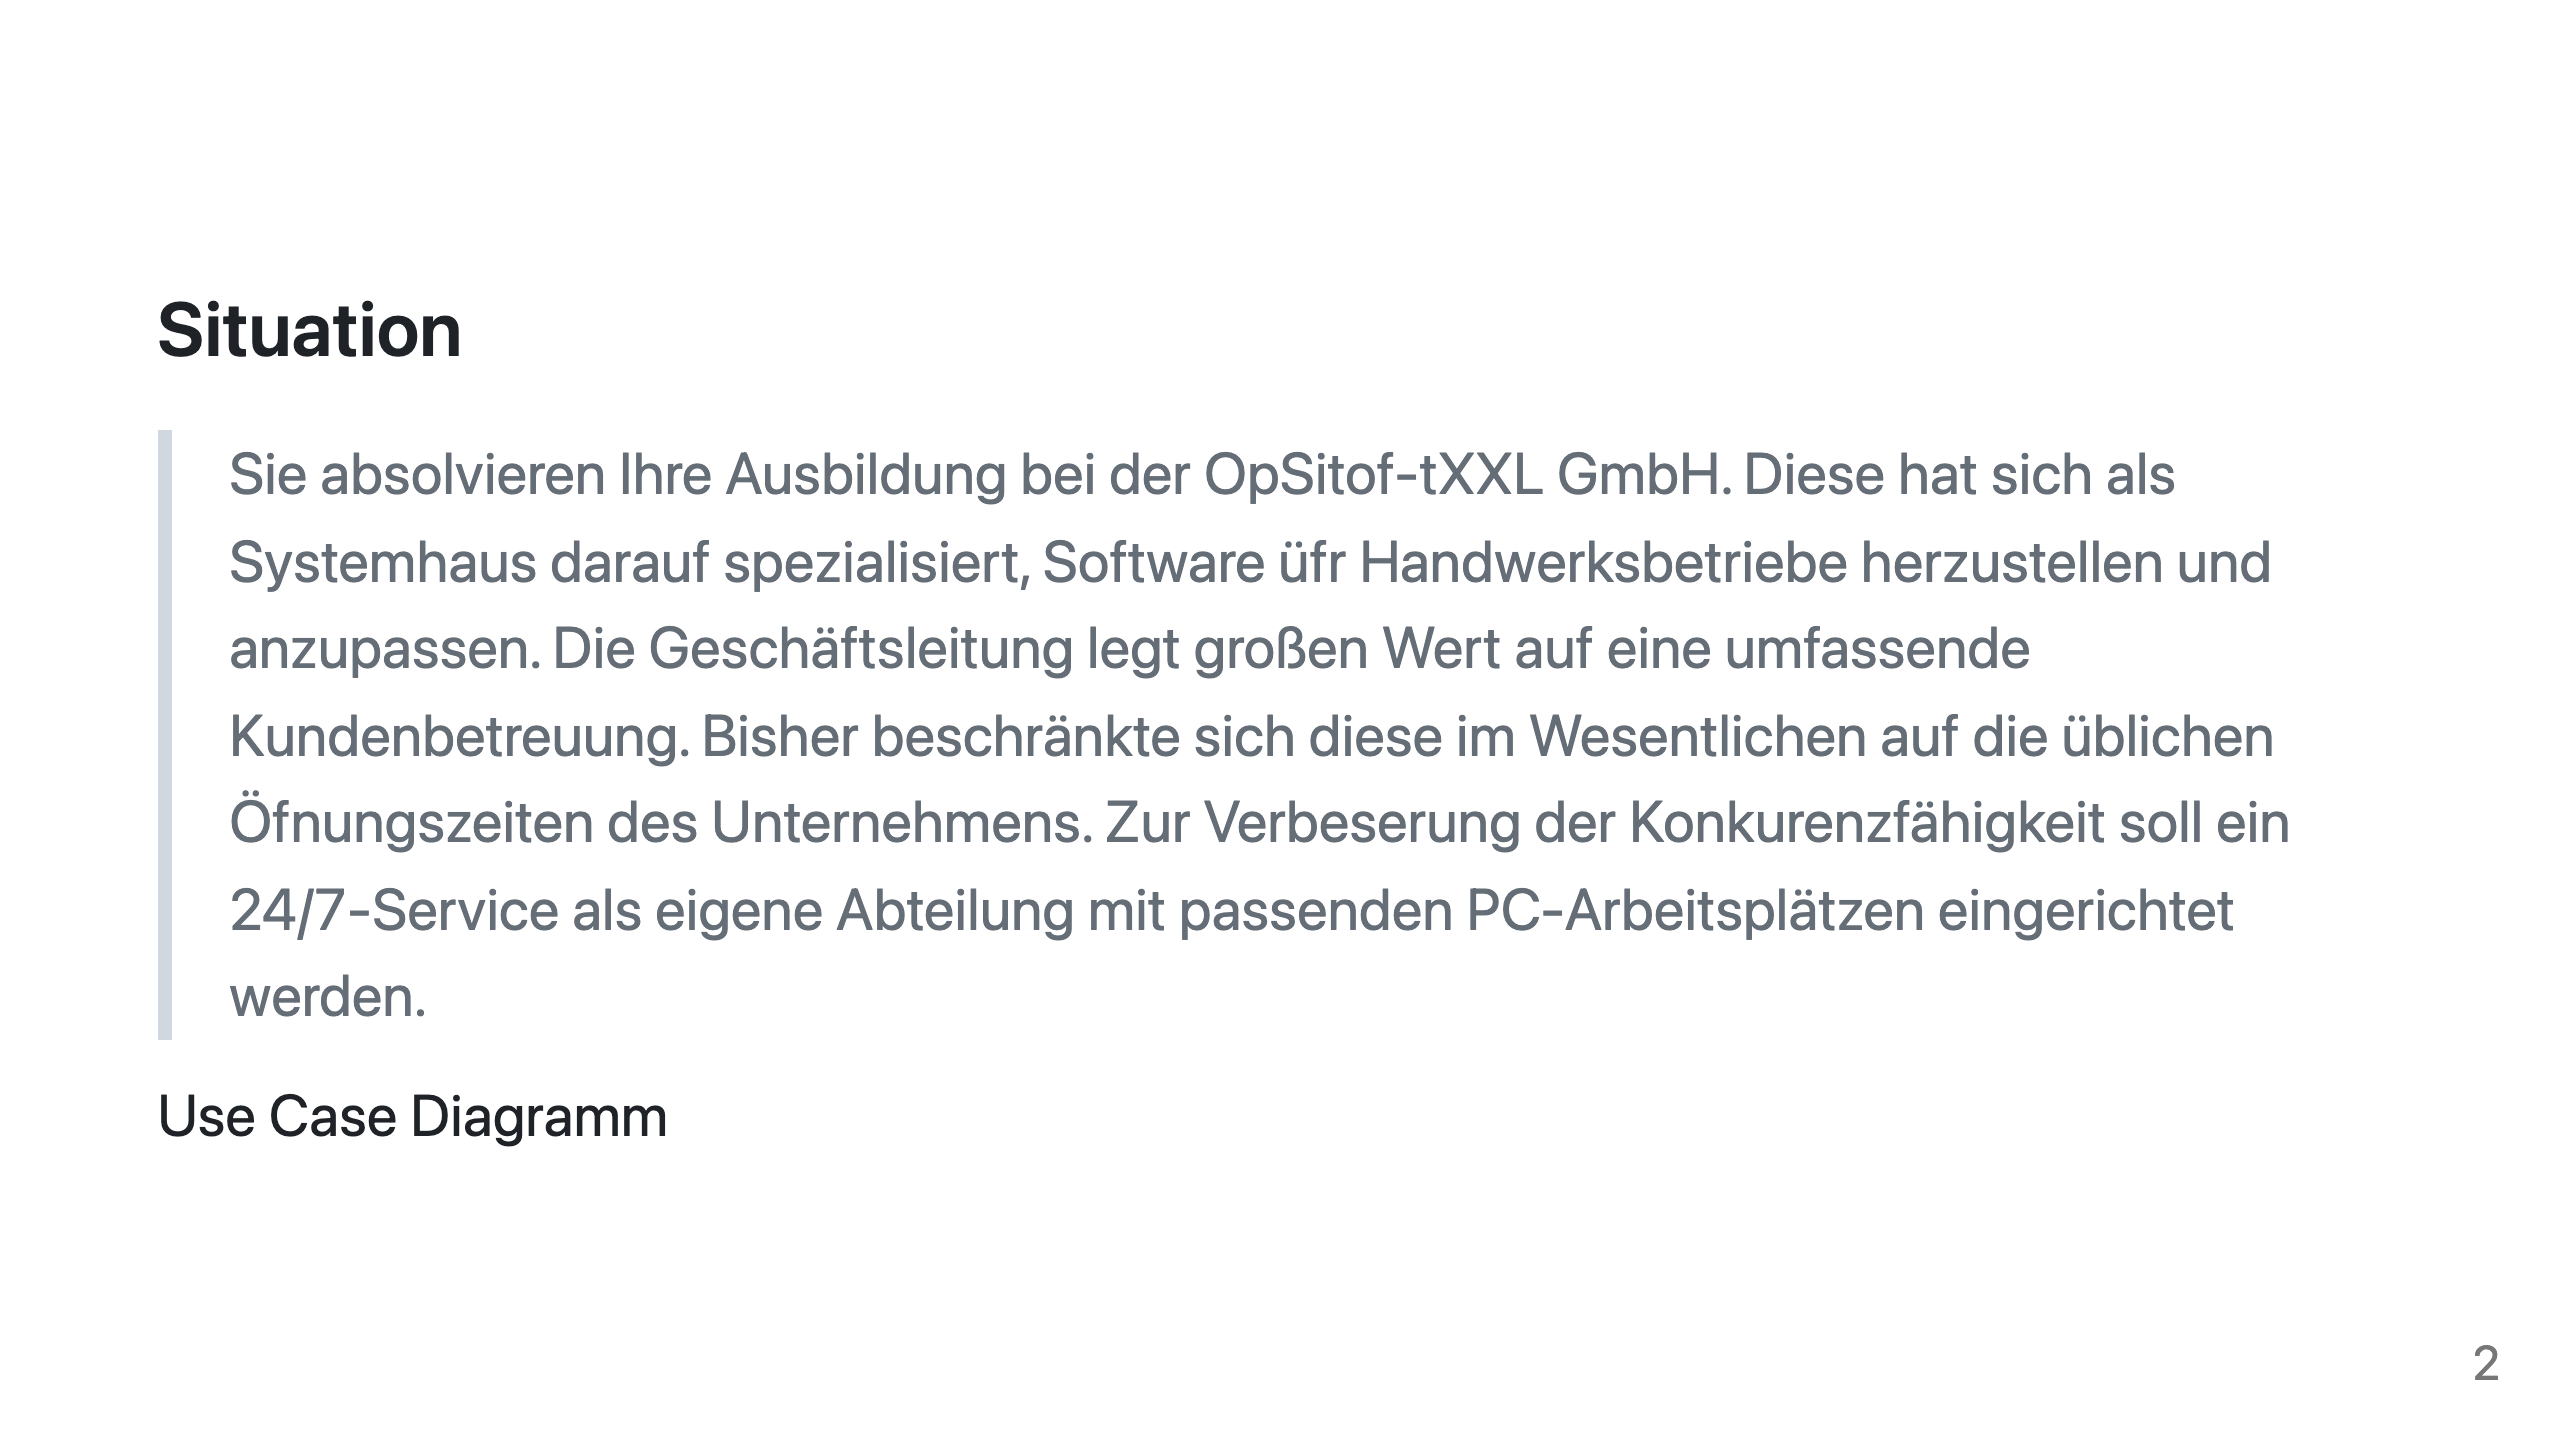 Situation
Sie absolvieren Ihre Ausbildung bei der OpSitof-tXXL GmbH. Diese hat sich als
Systemhaus darauf spezialisiert, Software üfr Handwerksbetriebe herzustellen und
anzupassen. Die Geschäftsleitung legt großen Wert auf eine umfassende
Kundenbetreuung. Bisher beschränkte sich diese im Wesentlichen auf die üblichen
Öfnungszeiten des Unternehmens. Zur Verbeserung der Konkurenzfähigkeit soll ein
24/7-Service als eigene Abteilung mit passenden PC-Arbeitsplätzen eingerichtet
werden.
Use Case Diagramm
2